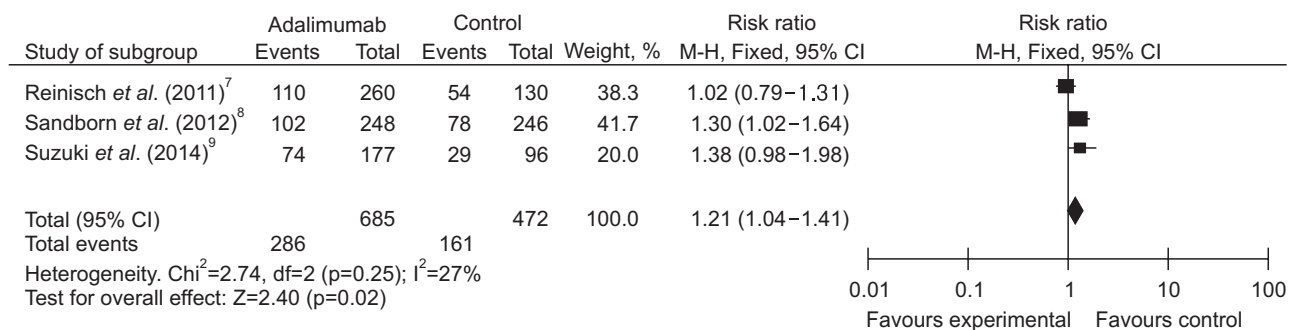 Adalimumab Control Risk ratio Risk ratio
Study of subgroup Events Total Events Total Weight, % M-H, Fixed, 95% CI M-H, Fixed, 95% CI
Reinisch et al. (2011)7 110 260 54 130 38.3 1.02 (0.79−1.31)
Sandborn et al. (2012)8 102 248 78 246 41.7 1.30 (1.02−1.64)
Suzuki et al. (2014)9 74 177 29 96 20.0 1.38 (0.98−1.98)
Total (95% CI) 685 472 100.0 1.21 (1.04−1.41)
Total events 286 161
Heterogeneity. Chi2=2.74, df=2 (p=0.25); I2=27%
Test for overall effect: Z=2.40 (p=0.02)
0.01 0.1 1 10 100
Favours experimental Favours control